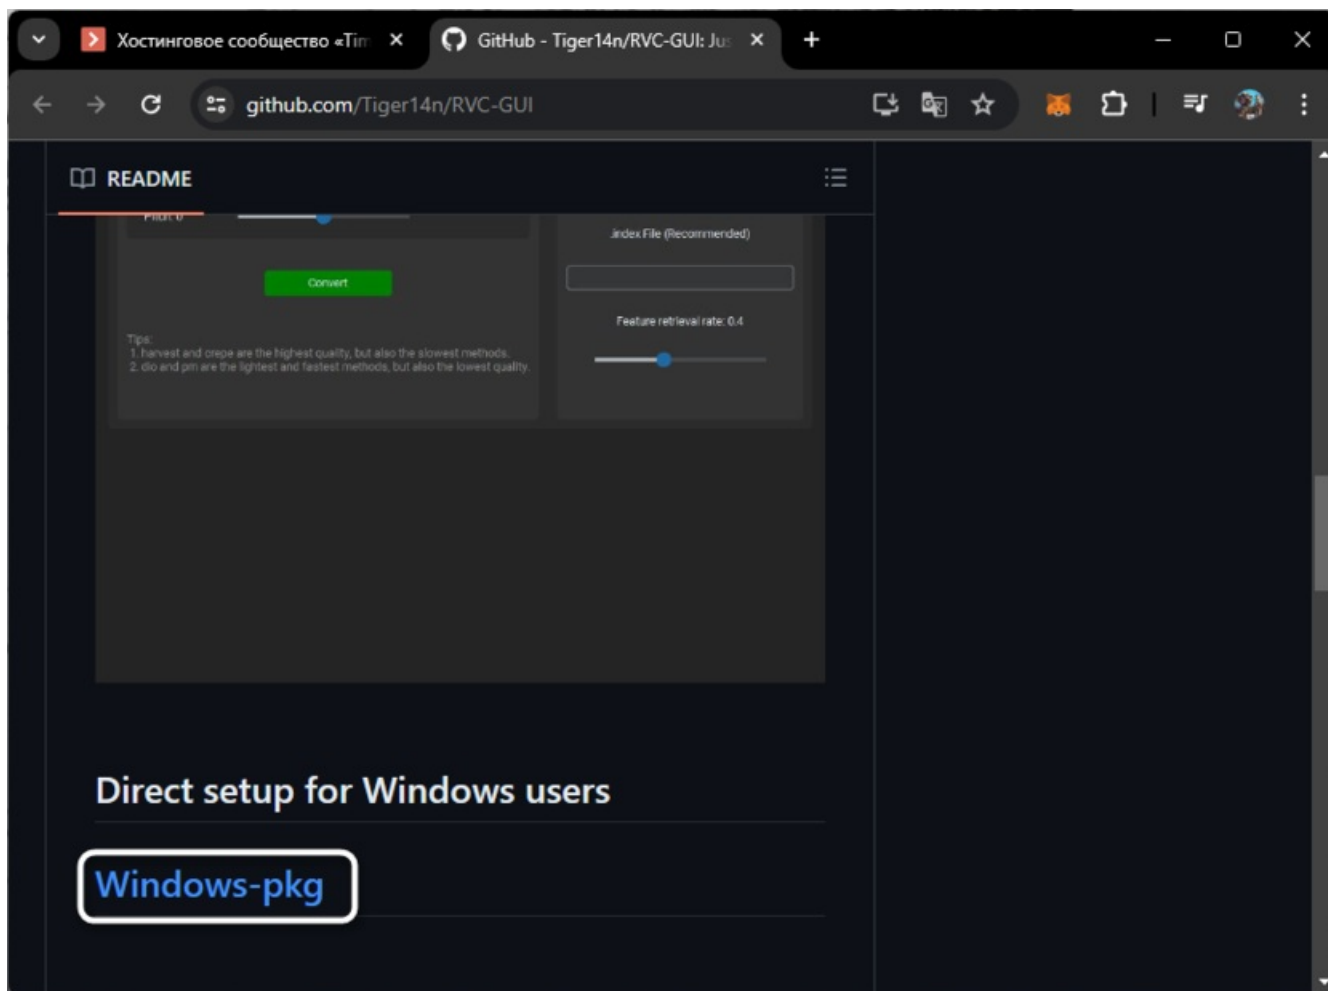 Хостинговое сообщество «Tim
GitHub - Tiger14n/RVC-GUI: Jus
github.com/Tiger14n/RVC-GUI
README
Pitch: 0
.index File (Recommended)
Convert
Feature retrieval rate: 0.4
Tips:
1. harvest and crepe are the highest quality, but also the slowest methods.
2. dio and pm are the lightest and fastest methods, but also the lowest quality.
Direct setup for Windows users
Windows-pkg